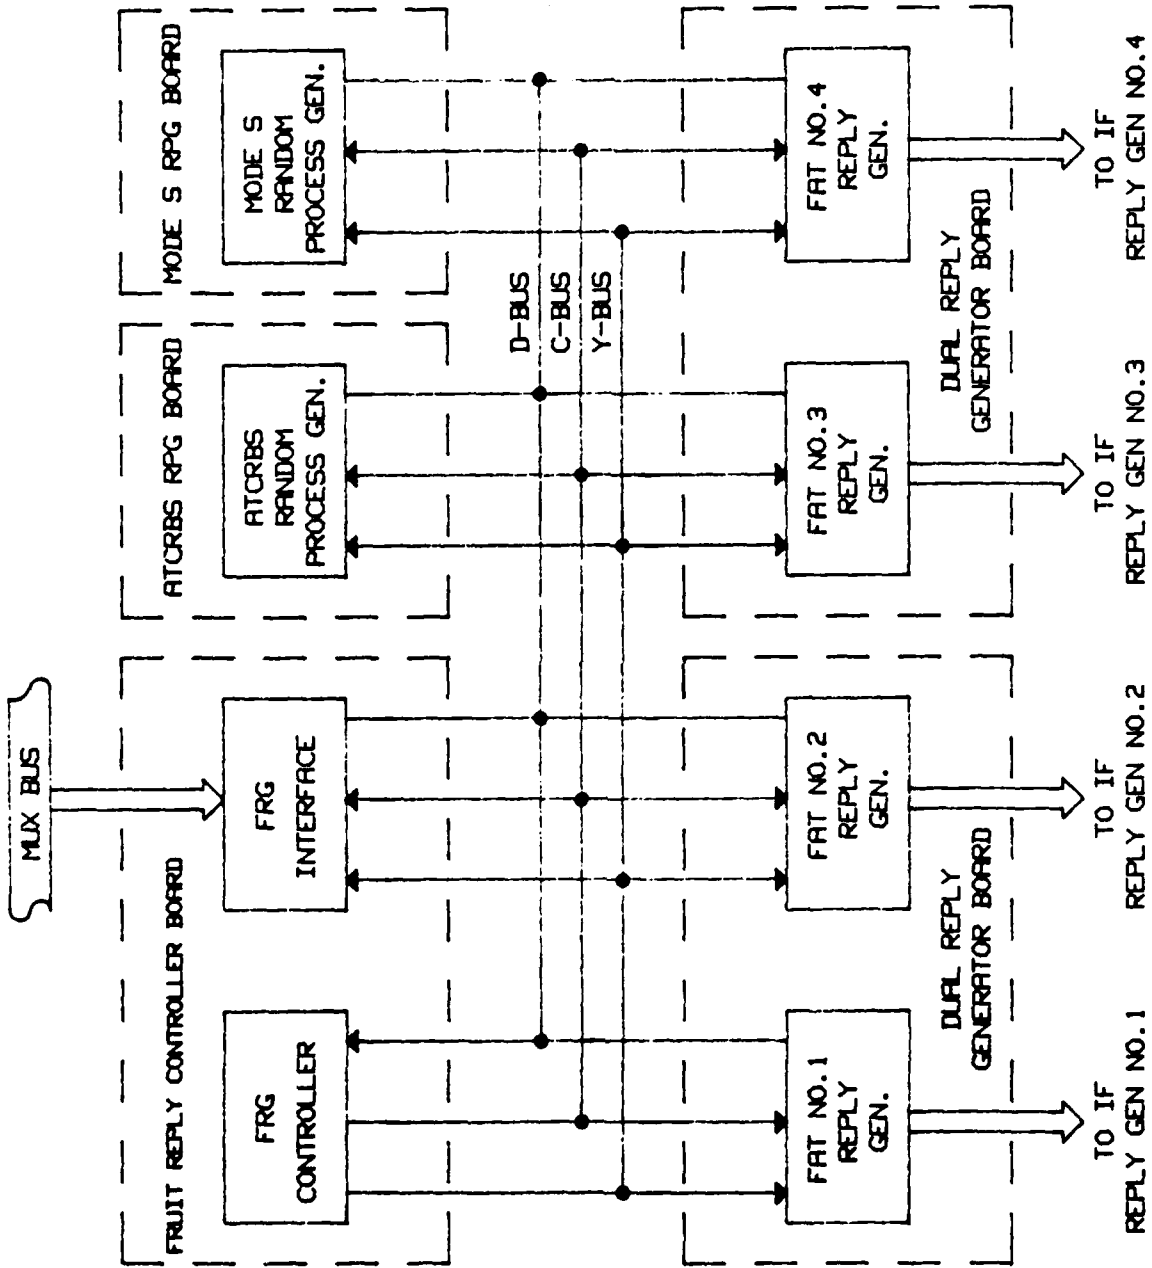 MUX BUS
FRUIT REPLY CONTROLLER BOARD
ATCRBS RPG BOARD
MODE S RPG BOARD
FRG
CONTROLLER
FRG
INTERFACE
ATCRBS
RANDOM
PROCESS GEN.
MODE S
RANDOM
PROCESS GEN.
D-BUS
C-BUS
Y-BUS
FAT NO.1
REPLY
GEN.
FAT NO.2
REPLY
GEN.
FAT NO.3
REPLY
GEN.
FAT NO.4
REPLY
GEN.
DUAL REPLY
GENERATOR BOARD
DUAL REPLY
GENERATOR BOARD
TO IF
REPLY GEN NO.1
TO IF
REPLY GEN NO.2
TO IF
REPLY GEN NO.3
TO IF
REPLY GEN NO.4